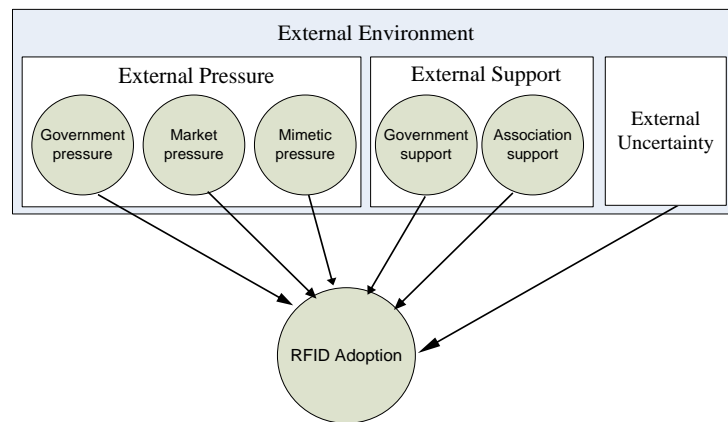 External Environment
External Pressure
External Support
External
Uncertainty
Government
pressure
Market
pressure
Mimetic
pressure
Government
support
Association
support
RFID Adoption